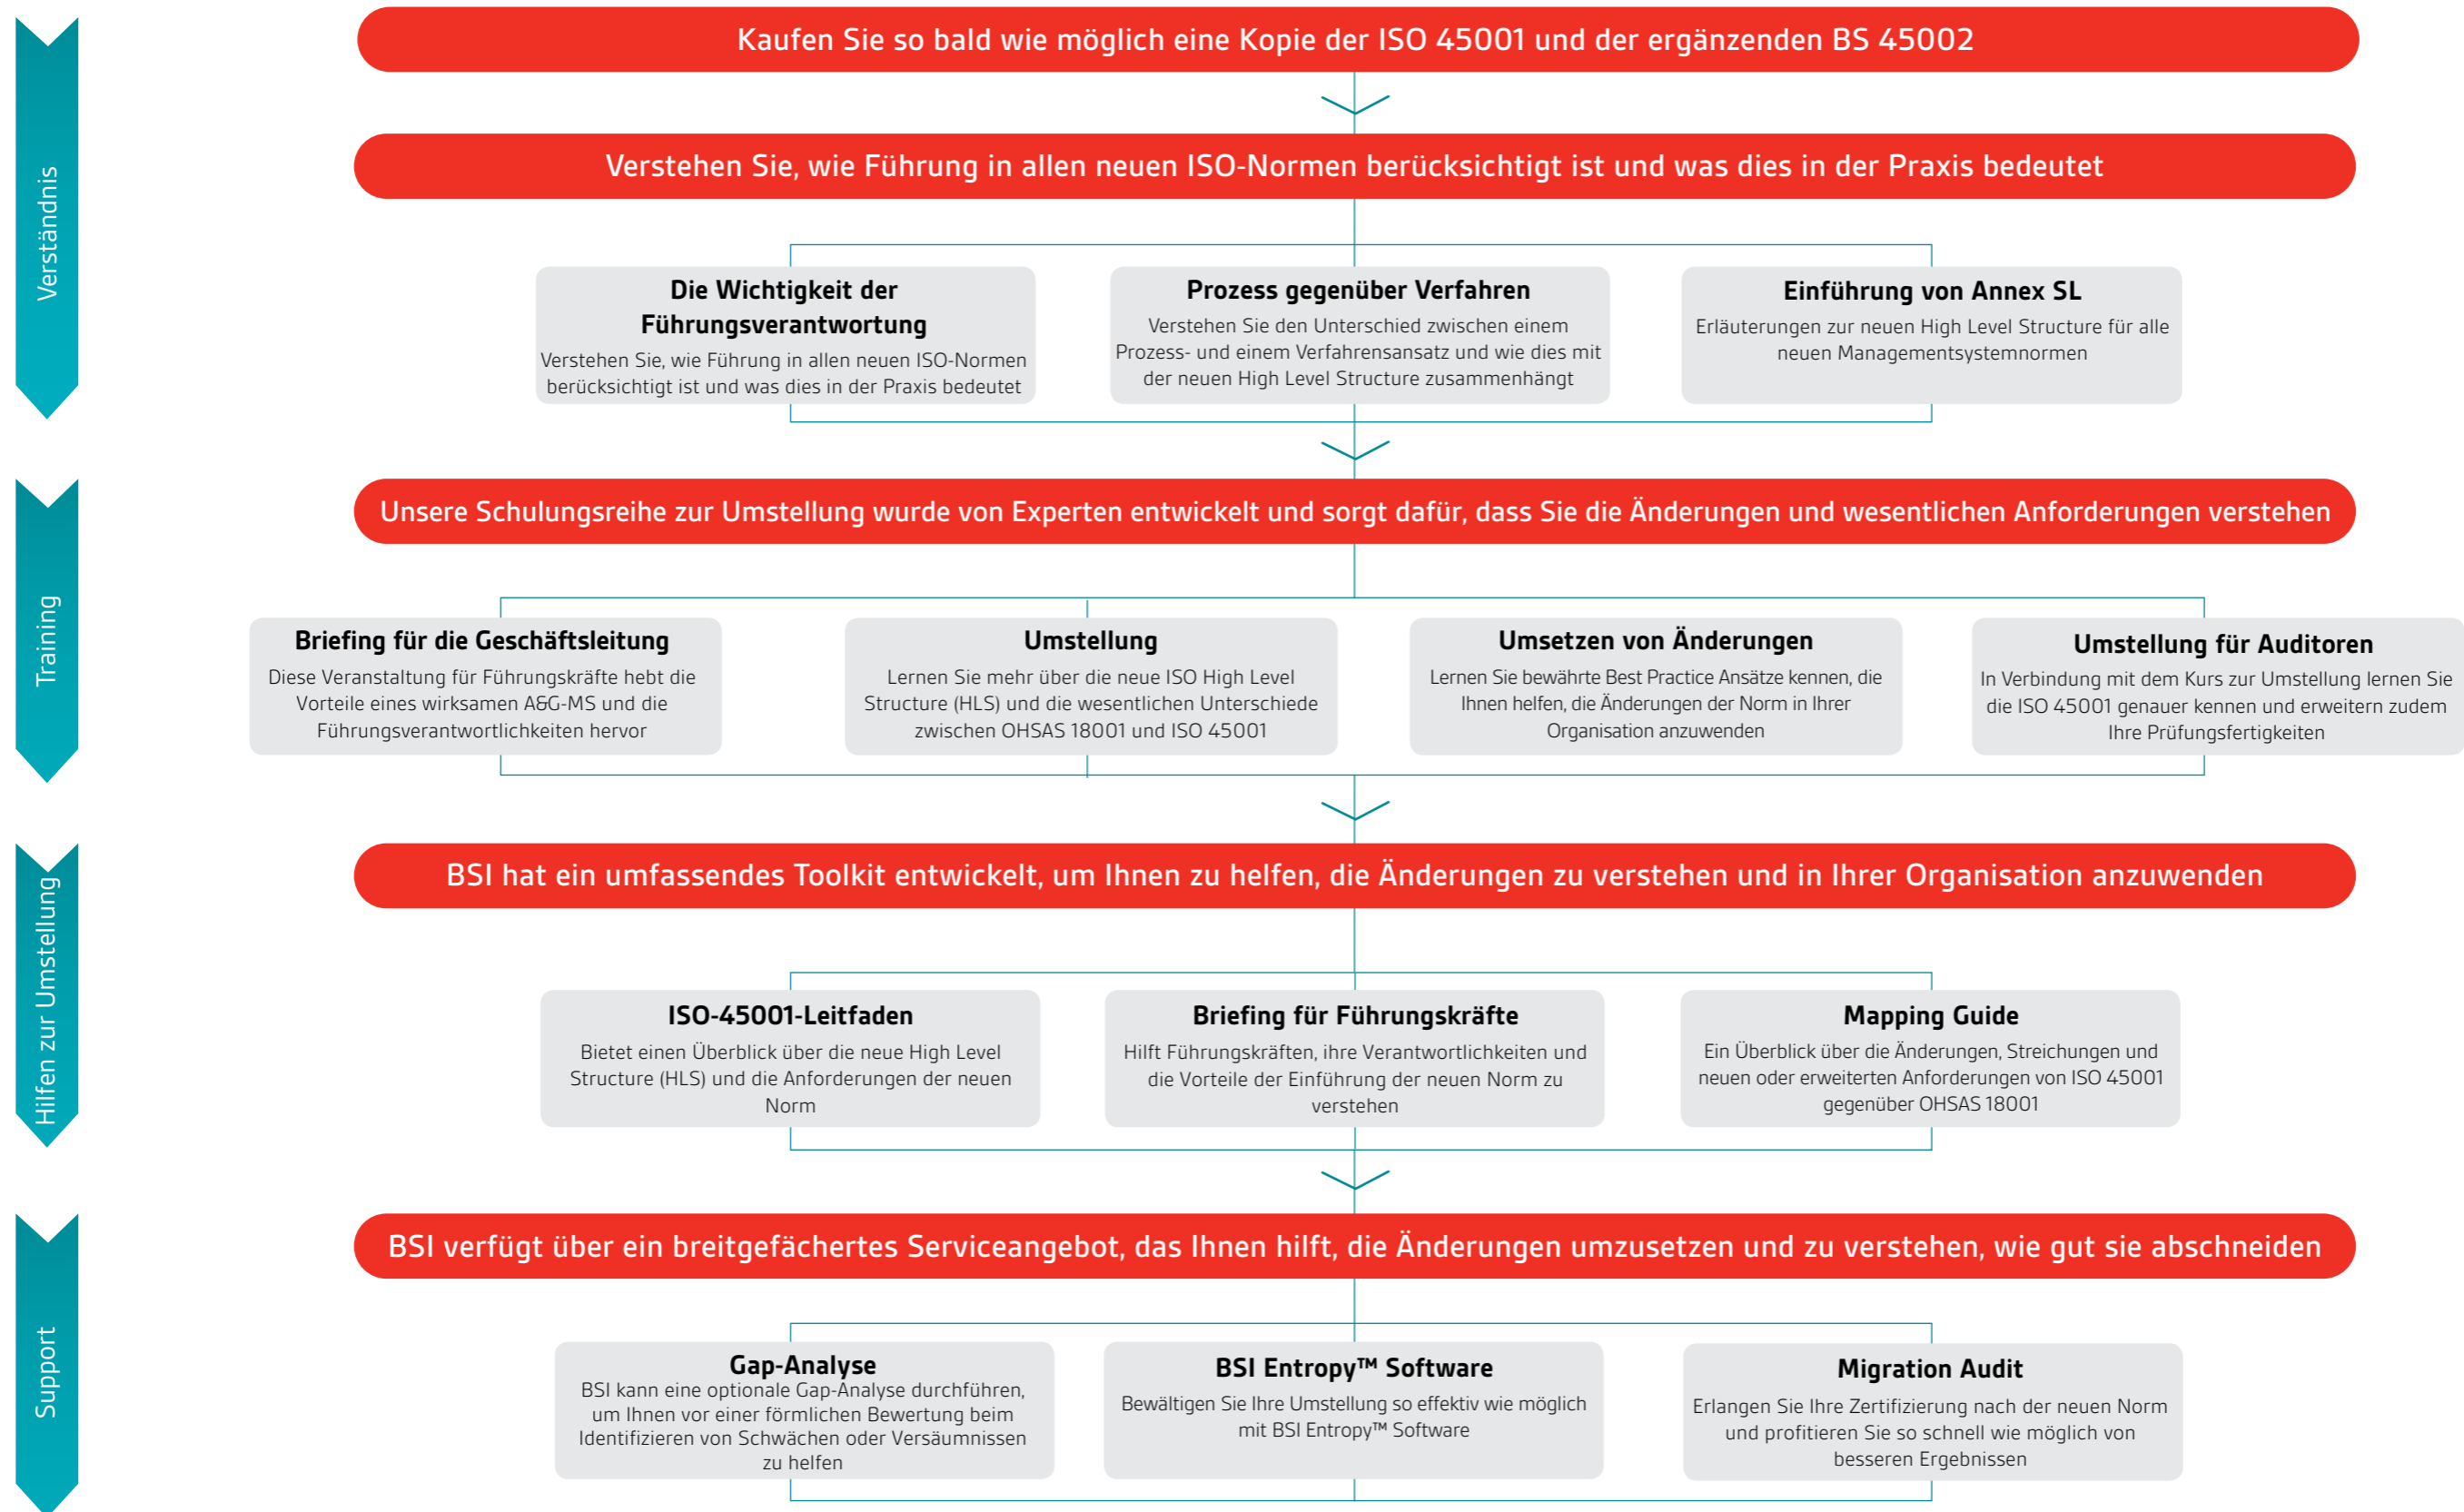 Verständnis
Kaufen Sie so bald wie möglich eine Kopie der ISO 45001 und der ergänzenden BS 45002
Verstehen Sie, wie Führung in allen neuen ISO-Normen berücksichtigt ist und was dies in der Praxis bedeutet
Die Wichtigkeit der
Führungsverantwortung
Verstehen Sie, wie Führung in allen neuen ISO-Normen
berücksichtigt ist und was dies in der Praxis bedeutet
Prozess gegenüber Verfahren
Verstehen Sie den Unterschied zwischen einem
Prozess- und einem Verfahrensansatz und wie dies mit
der neuen High Level Structure zusammenhängt
Einführung von Annex SL
Erläuterungen zur neuen High Level Structure für alle
neuen Managementsystemnormen
Training
Unsere Schulungsreihe zur Umstellung wurde von Experten entwickelt und sorgt dafür, dass Sie die Änderungen und wesentlichen Anforderungen verstehen
Briefing für die Geschäftsleitung
Diese Veranstaltung für Führungskräfte hebt die
Vorteile eines wirksamen A&G-MS und die
Führungsverantwortlichkeiten hervor
Umstellung
Lernen Sie mehr über die neue ISO High Level
Structure (HLS) und die wesentlichen Unterschiede
zwischen OHSAS 18001 und ISO 45001
Umsetzen von Änderungen
Lernen Sie bewährte Best Practice Ansätze kennen, die
Ihnen helfen, die Änderungen der Norm in Ihrer
Organisation anzuwenden
Umstellung für Auditoren
In Verbindung mit dem Kurs zur Umstellung lernen Sie
die ISO 45001 genauer kennen und erweitern zudem
Ihre Prüfungsfertigkeiten
Hilfen zur Umstellung
BSI hat ein umfassendes Toolkit entwickelt, um Ihnen zu helfen, die Änderungen zu verstehen und in Ihrer Organisation anzuwenden
ISO-45001-Leitfaden
Bietet einen Überblick über die neue High Level
Structure (HLS) und die Anforderungen der neuen
Norm
Briefing für Führungskräfte
Hilft Führungskräften, ihre Verantwortlichkeiten und
die Vorteile der Einführung der neuen Norm zu
verstehen
Mapping Guide
Ein Überblick über die Änderungen, Streichungen und
neuen oder erweiterten Anforderungen von ISO 45001
gegenüber OHSAS 18001
Support
BSI verfügt über ein breitgefächertes Serviceangebot, das Ihnen hilft, die Änderungen umzusetzen und zu verstehen, wie gut sie abschneiden
Gap-Analyse
BSI kann eine optionale Gap-Analyse durchführen,
um Ihnen vor einer förmlichen Bewertung beim
Identifizieren von Schwächen oder Versäumnissen
zu helfen
BSI Entropy™ Software
Bewältigen Sie Ihre Umstellung so effektiv wie möglich
mit BSI Entropy™ Software
Migration Audit
Erlangen Sie Ihre Zertifizierung nach der neuen Norm
und profitieren Sie so schnell wie möglich von
besseren Ergebnissen